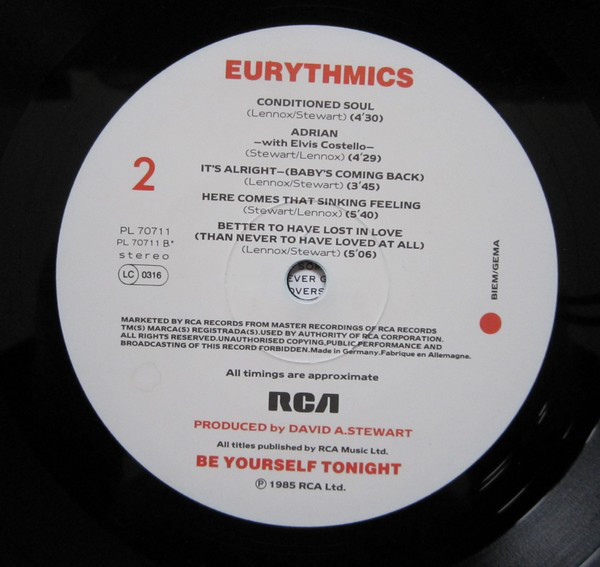 EURYTHMICS
CONDITIONED SOUL
(Lennox/Stewart) (4'30)
ADRIAN
—with Elvis Costello—
(Stewart/Lennox) (4'29)
2
IT'S ALRIGHT—(BABY'S COMING BACK)
(Lennox/Stewart) (3'45)
HERE COMES THAT SINKING FEELING
(Stewart/Lennox) (5'40)
BETTER TO HAVE LOST IN LOVE
(THAN NEVER TO HAVE LOVED AT ALL)
(Lennox/Stewart) (5'06)
PL 70711
PL 70711 B*
stereo
LC 0316
BIEM/GEMA
EVER
OVERS
MARKETED BY RCA RECORDS FROM MASTER RECORDINGS OF RCA RECORDS
TM(S) MARCA(S) REGISTRADA(S).USED BY AUTHORITY OF RCA CORPORATION.
ALL RIGHTS RESERVED.UNAUTHORISED COPYING,PUBLIC PERFORMANCE AND
BROADCASTING OF THIS RECORD FORBIDDEN.Made in Germany.Fabrique en Allemagne.
All timings are approximate
RCA
PRODUCED by DAVID A.STEWART
All titles published by RCA Music Ltd.
BE YOURSELF TONIGHT
℗ 1985 RCA Ltd.